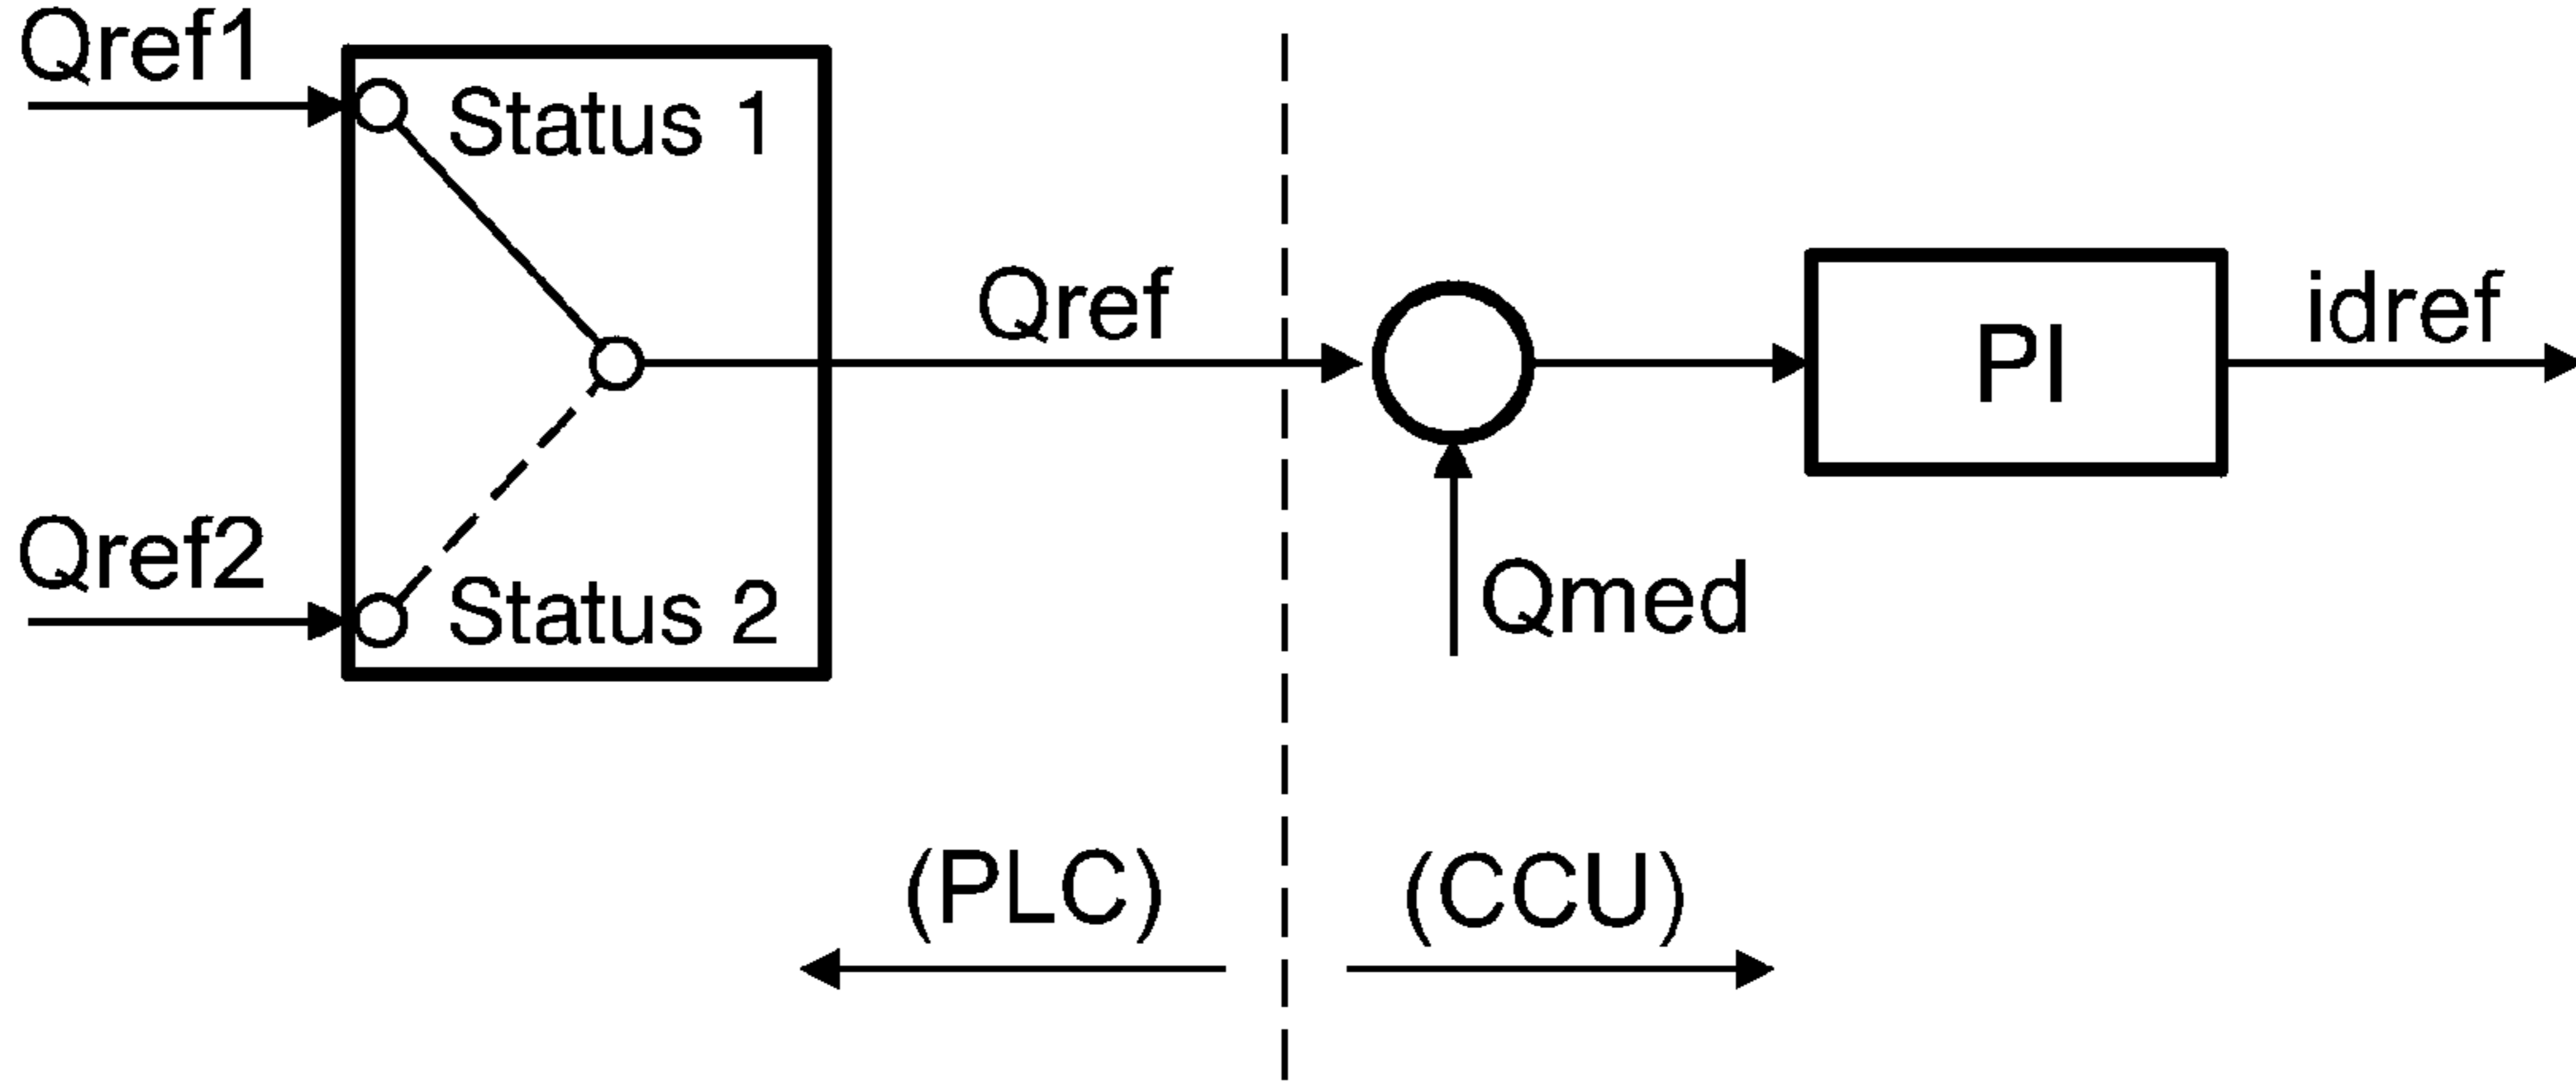 Qref1
Status 1
Qref
idref
PI
Qref2
Status 2
Qmed
(PLC)
(CCU)